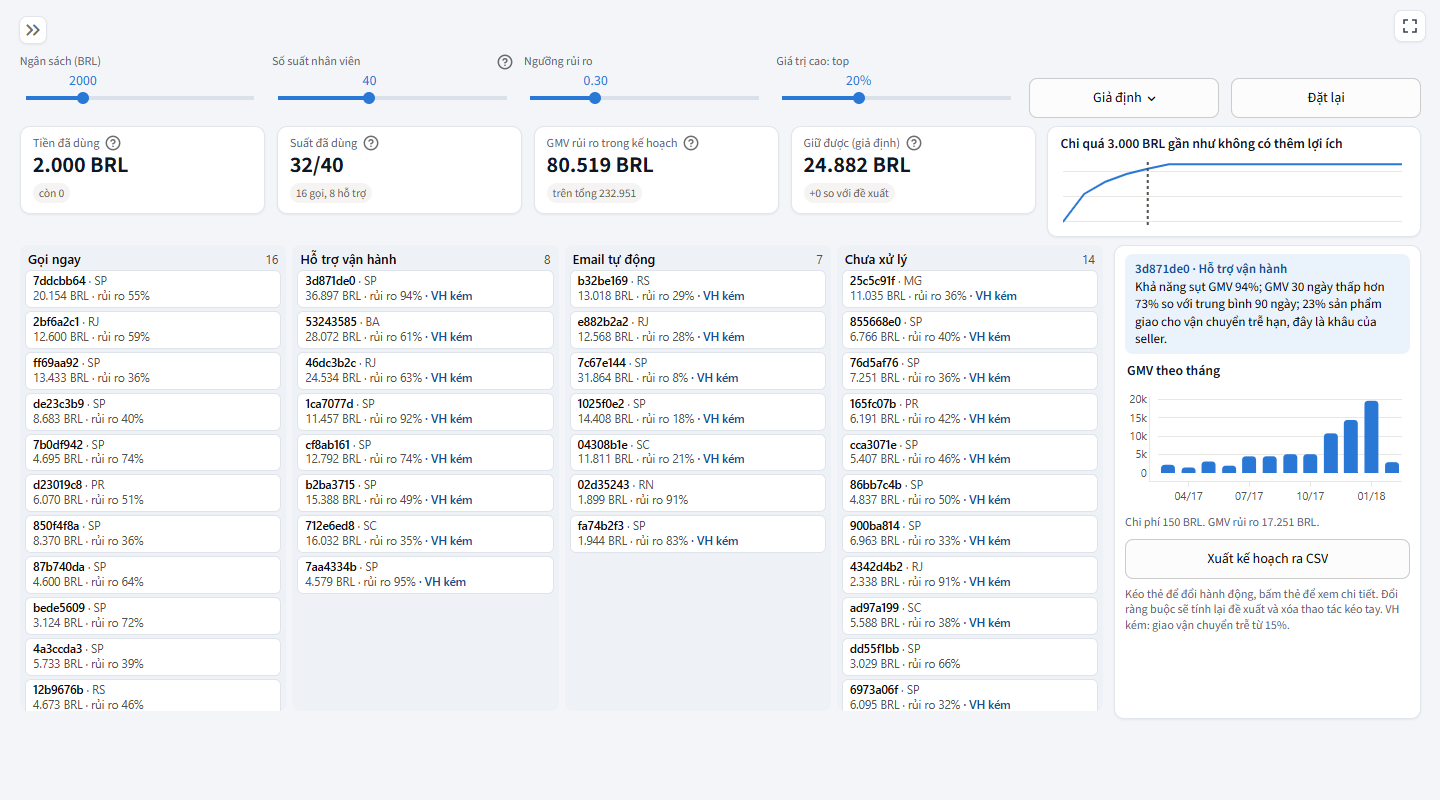 Ngân sách (BRL)
2000
Số suất nhân viên
40
Ngưỡng rủi ro
0.30
Giá trị cao: top
20%
Giả định
Đặt lại
Tiền đã dùng
2.000 BRL
còn 0
Suất đã dùng
32/40
16 gọi, 8 hỗ trợ
GMV rủi ro trong kế hoạch
80.519 BRL
trên tổng 232.951
Giữ được (giả định)
24.882 BRL
+0 so với đề xuất
Chi quá 3.000 BRL gần như không có thêm lợi ích
Gọi ngay 16
7ddcbb64 · SP
20.154 BRL · rủi ro 55%
2bf6a2c1 · RJ
12.600 BRL · rủi ro 59%
ff69aa92 · SP
13.433 BRL · rủi ro 36%
de23c3b9 · SP
8.683 BRL · rủi ro 40%
7b0df942 · SP
4.695 BRL · rủi ro 74%
d23019c8 · PR
6.070 BRL · rủi ro 51%
850f4f8a · SP
8.370 BRL · rủi ro 36%
87b740da · SP
4.600 BRL · rủi ro 64%
bede5609 · SP
3.124 BRL · rủi ro 72%
4a3ccda3 · SP
5.733 BRL · rủi ro 39%
12b9676b · RS
4.673 BRL · rủi ro 46%
Hỗ trợ vận hành 8
3d871de0 · SP
36.897 BRL · rủi ro 94% · VH kém
53243585 · BA
28.072 BRL · rủi ro 61% · VH kém
46dc3b2c · RJ
24.534 BRL · rủi ro 63% · VH kém
1ca7077d · SP
11.457 BRL · rủi ro 92% · VH kém
cf8ab161 · SP
12.792 BRL · rủi ro 74% · VH kém
b2ba3715 · SP
15.388 BRL · rủi ro 49% · VH kém
712e6ed8 · SC
16.032 BRL · rủi ro 35% · VH kém
7aa4334b · SP
4.579 BRL · rủi ro 95% · VH kém
Email tự động 7
b32be169 · RS
13.018 BRL · rủi ro 29% · VH kém
e882b2a2 · RJ
12.568 BRL · rủi ro 28% · VH kém
7c67e144 · SP
31.864 BRL · rủi ro 8% · VH kém
1025f0e2 · SP
14.408 BRL · rủi ro 18% · VH kém
04308b1e · SC
11.811 BRL · rủi ro 21% · VH kém
02d35243 · RN
1.899 BRL · rủi ro 91%
fa74b2f3 · SP
1.944 BRL · rủi ro 83% · VH kém
Chưa xử lý 14
25c5c91f · MG
11.035 BRL · rủi ro 36% · VH kém
855668e0 · SP
6.766 BRL · rủi ro 40% · VH kém
76d5af76 · SP
7.251 BRL · rủi ro 36% · VH kém
165fc07b · PR
6.191 BRL · rủi ro 42% · VH kém
cca3071e · SP
5.407 BRL · rủi ro 46% · VH kém
86bb7c4b · SP
4.837 BRL · rủi ro 50% · VH kém
900ba814 · SP
6.963 BRL · rủi ro 33% · VH kém
4342d4b2 · RJ
2.338 BRL · rủi ro 91% · VH kém
ad97a199 · SC
5.588 BRL · rủi ro 38% · VH kém
dd55f1bb · SP
3.029 BRL · rủi ro 66%
6973a06f · SP
6.095 BRL · rủi ro 32% · VH kém
3d871de0 · Hỗ trợ vận hành
Khả năng sụt GMV 94%; GMV 30 ngày thấp hơn
73% so với trung bình 90 ngày; 23% sản phẩm
giao cho vận chuyển trễ hạn, đây là khâu của
seller.
GMV theo tháng
20k
15k
10k
5k
0
04/17 07/17 10/17 01/18
Chi phí 150 BRL. GMV rủi ro 17.251 BRL.
Xuất kế hoạch ra CSV
Kéo thẻ để đổi hành động, bấm thẻ để xem chi tiết. Đổi
ràng buộc sẽ tính lại đề xuất và xóa thao tác kéo tay. VH
kém: giao vận chuyển trễ từ 15%.